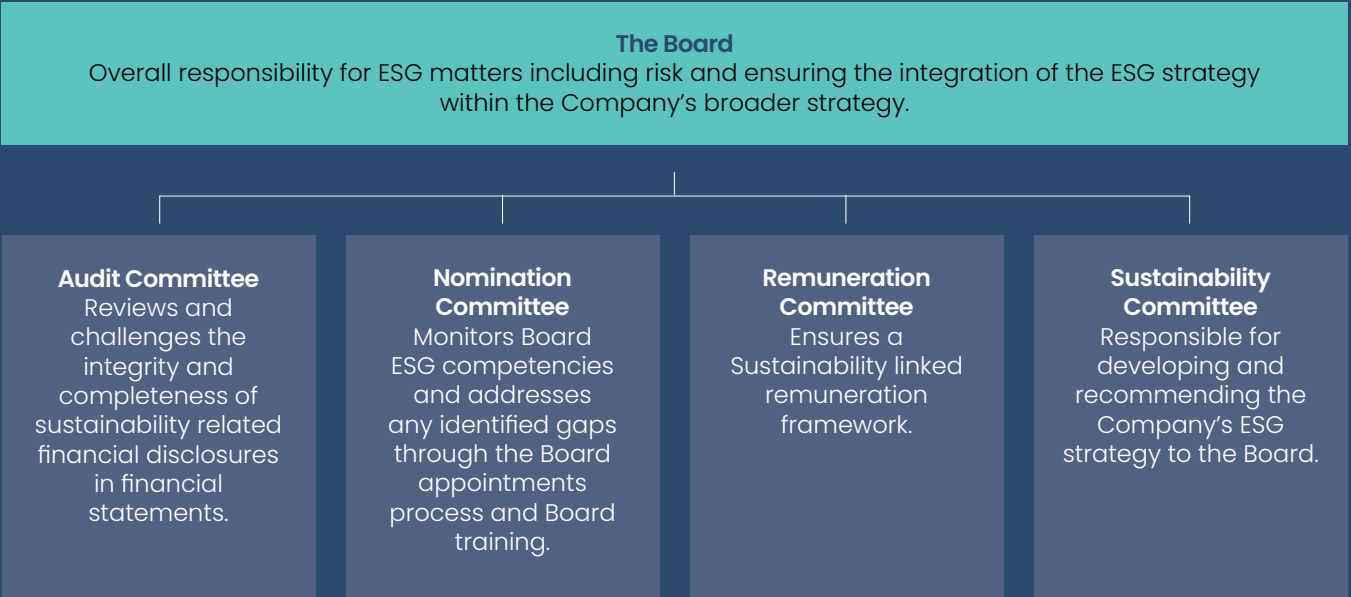 The Board
Overall responsibility for ESG matters including risk and ensuring the integration of the ESG strategy
within the Company’s broader strategy.
Audit Committee
Reviews and
challenges the
integrity and
completeness of
sustainability related
financial disclosures
in financial
statements.
Nomination
Committee
Monitors Board
ESG competencies
and addresses
any identified gaps
through the Board
appointments
process and Board
training.
Remuneration
Committee
Ensures a
Sustainability linked
remuneration
framework.
Sustainability
Committee
Responsible for
developing and
recommending the
Company’s ESG
strategy to the Board.